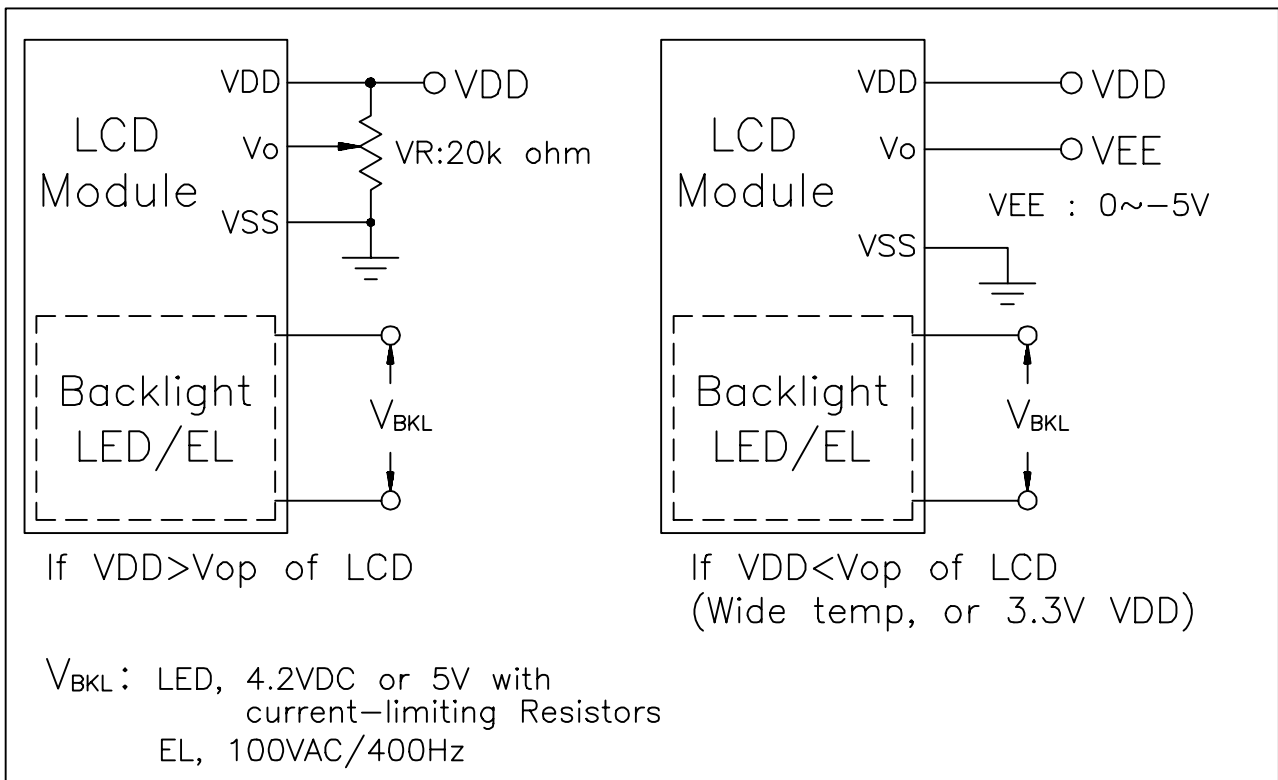 VDD
VDD
LCD
Module
Vo
VR:20k ohm
VSS
Backlight
LED/EL
VBKL
If VDD>Vop of LCD
VDD
VDD
LCD
Module
Vo
VEE
VEE : 0~-5V
VSS
Backlight
LED/EL
VBKL
If VDD<Vop of LCD
(Wide temp, or 3.3V VDD)
VBKL: LED, 4.2VDC or 5V with
current-limiting Resistors
EL, 100VAC/400Hz